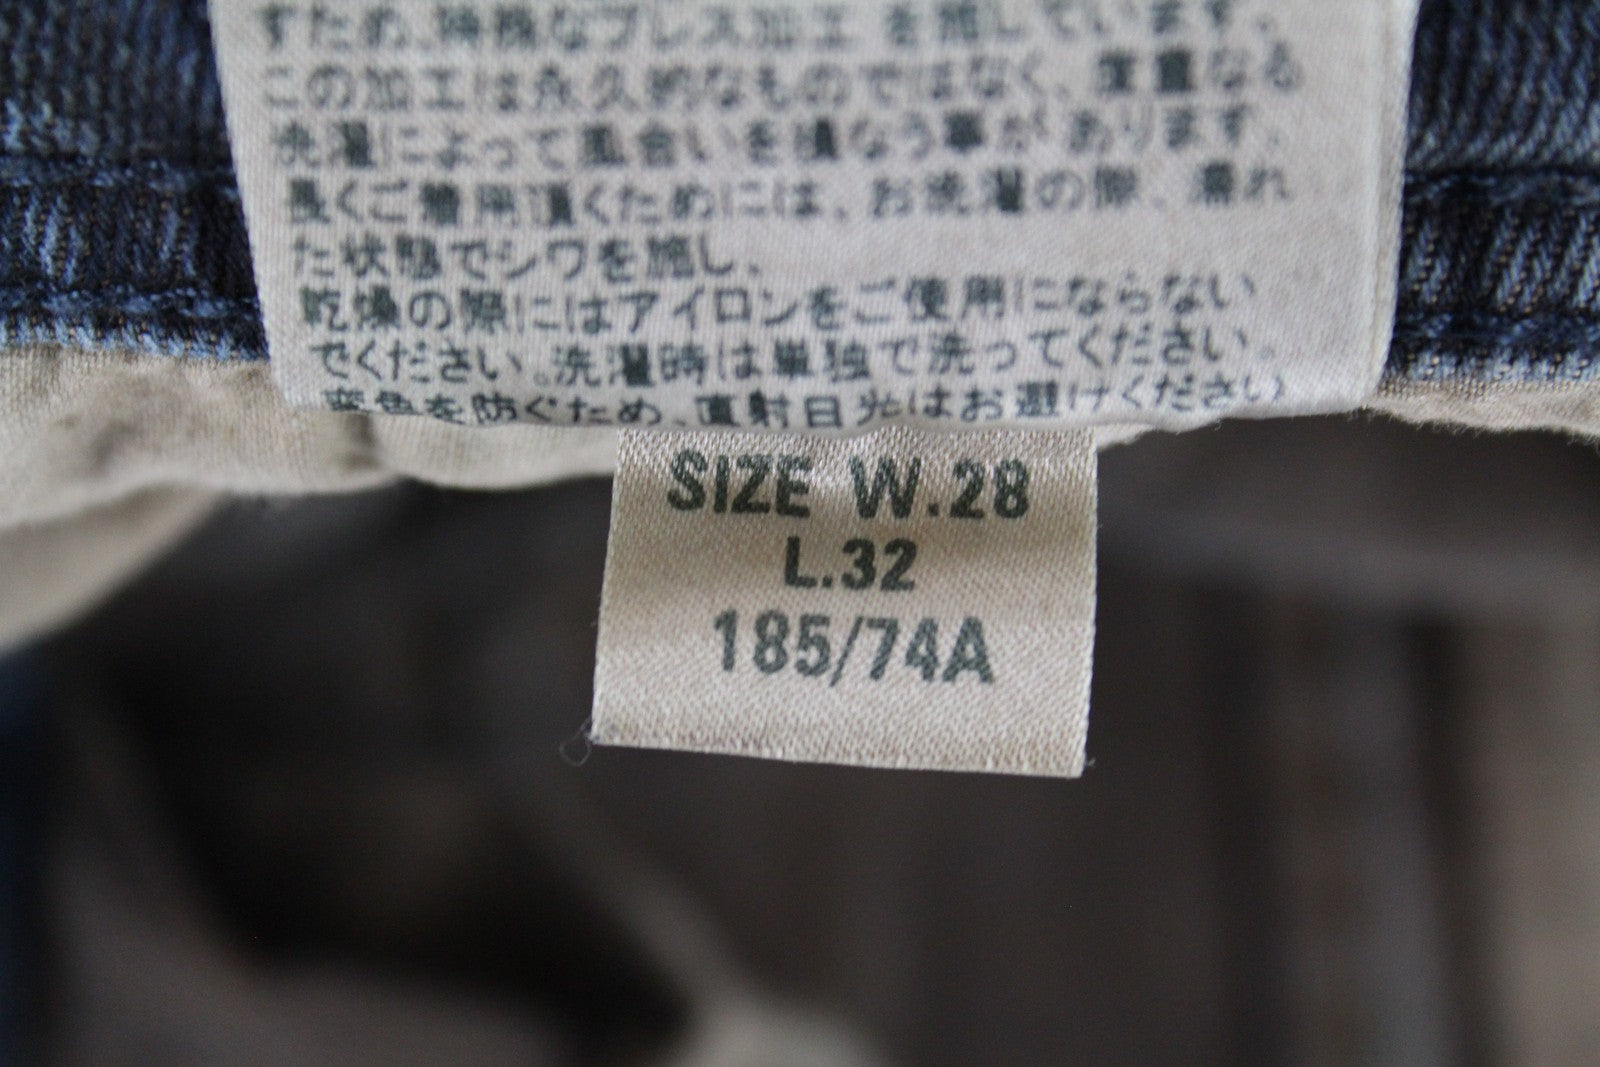 すため、特殊なプレス加工を施しています。
この加工は永久的なものではなく、度重なる
洗濯によって風合いを損なう事があります。
長くご着用頂くためには、お洗濯の際、濡れ
た状態でシワを施し、
乾燥の際にはアイロンをご使用にならない
でください。洗濯時は単独で洗ってください。
変色を防ぐため、直射日光はお避けください
SIZE W.28
L.32
185/74A